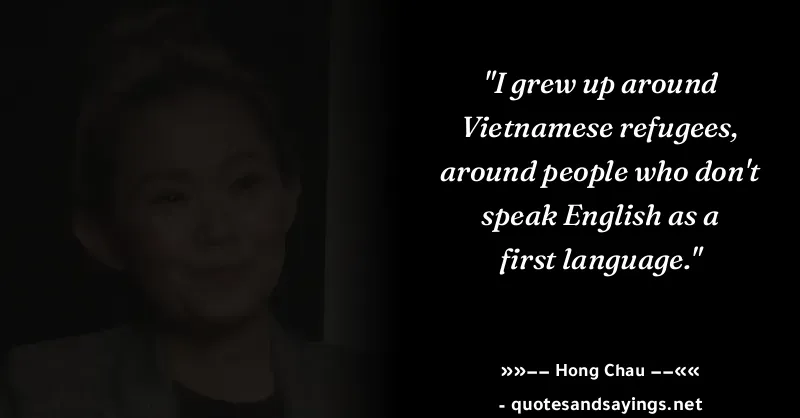 "I grew up around
Vietnamese refugees,
around people who don't
speak English as a
first language."
»»–– Hong Chau ––««
- quotesandsayings.net